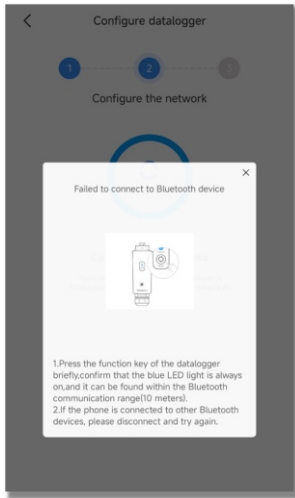 Configure datalogger
1
2
Configure the network
Failed to connect to Bluetooth device
1.Press the function key of the datalogger
briefly,confirm that the blue LED light is always
on,and it can be found within the Bluetooth
communication range(10 meters).
2.If the phone is connected to other Bluetooth
devices, please disconnect and try again.